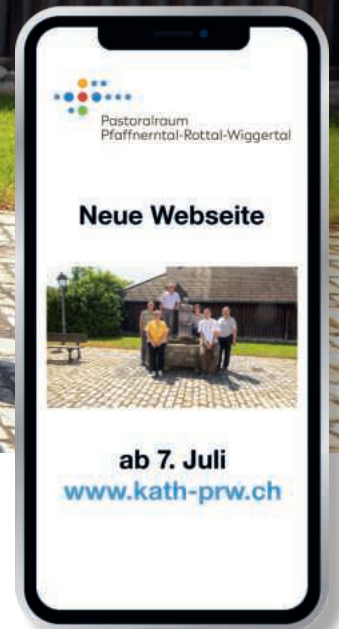 Pastoralraum
Pfaffnerntal-Rottal-Wiggertal
Neue Webseite
ab 7. Juli
www.kath-prw.ch